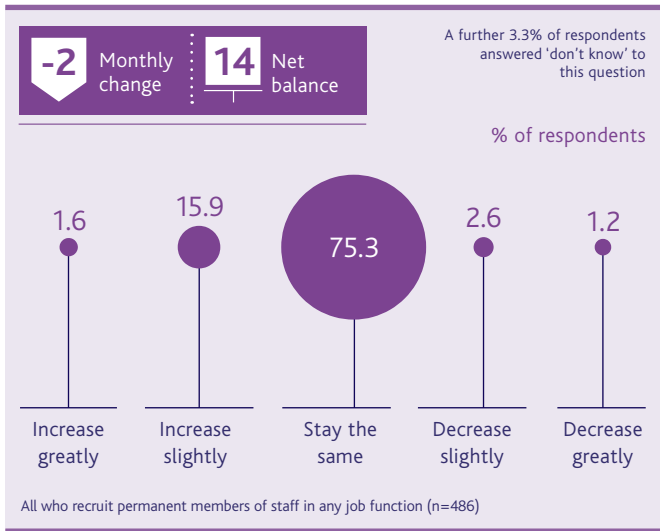 -2 Monthly change
14 Net balance
A further 3.3% of respondents
answered ‘don’t know’ to
this question
% of respondents
1.6
15.9
75.3
2.6
1.2
Increase greatly
Increase slightly
Stay the same
Decrease slightly
Decrease greatly
All who recruit permanent members of staff in any job function (n=486)